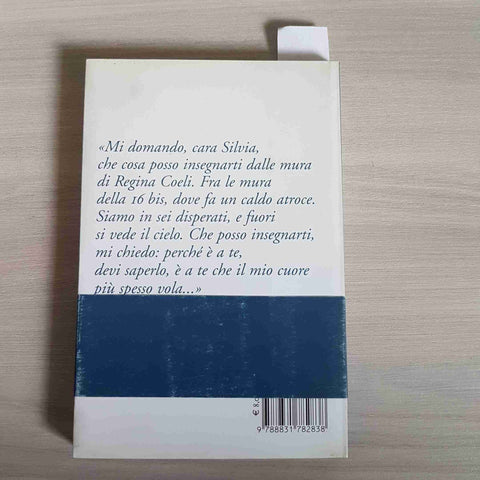 «Mi domando, cara Silvia,
che cosa posso insegnarti dalle mura
di Regina Coeli. Fra le mura
della 16 bis, dove fa un caldo atroce.
Siamo in sei disperati, e fuori
si vede il cielo. Che posso insegnarti,
mi chiedo: perché è a te,
devi saperlo, è a te che il mio cuore
più spesso vola...»
€ 8,0
9 788831 782838